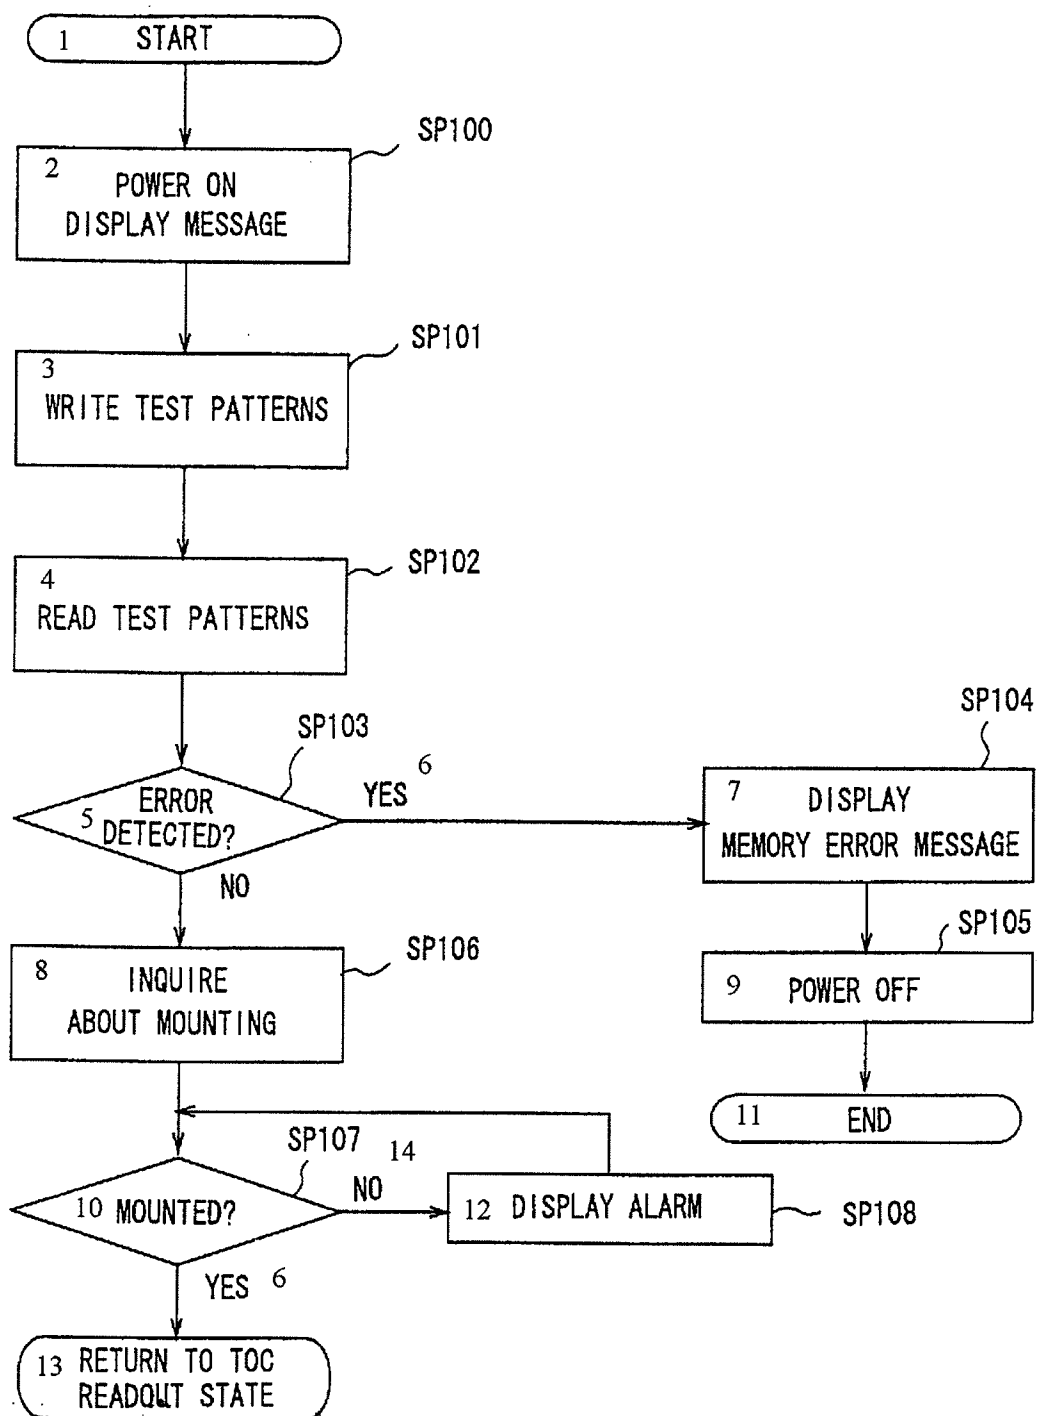 1 START
SP100
2
POWER ON
DISPLAY MESSAGE
SP101
3
WRITE TEST PATTERNS
SP102
4
READ TEST PATTERNS
SP103
SP104
YES 6
5 ERROR
DETECTED?
7 DISPLAY
MEMORY ERROR MESSAGE
NO
SP105
SP106
8 INQUIRE
ABOUT MOUNTING
9 POWER OFF
11 END
SP107
14
NO
10 MOUNTED?
12 DISPLAY ALARM
SP108
YES 6
13 RETURN TO TOC
READOUT STATE